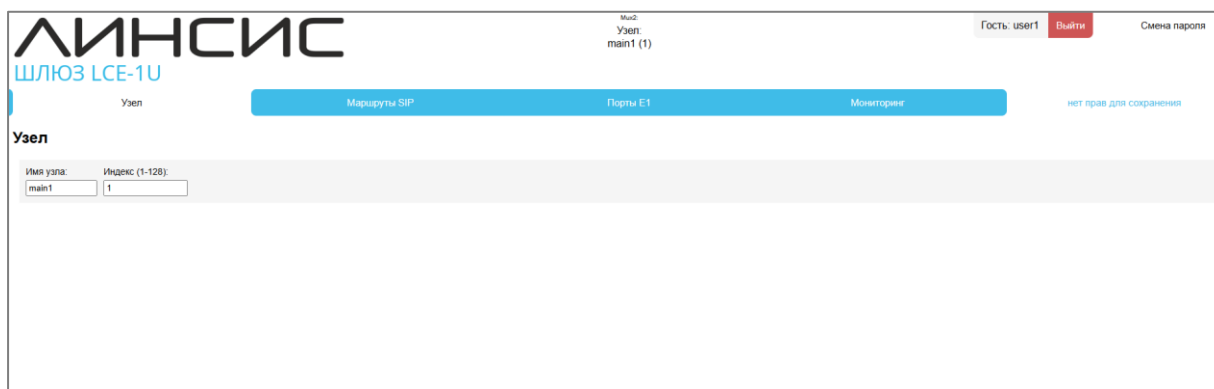 ЛИНСИС
ШЛЮЗ LCE-1U
Mux2:
Узел:
main1 (1)
Гость: user1 Выйти Смена пароля
Узел Маршруты SIP Порты E1 Мониторинг нет прав для сохранения
Узел
Имя узла: Индекс (1-128):
main1 1